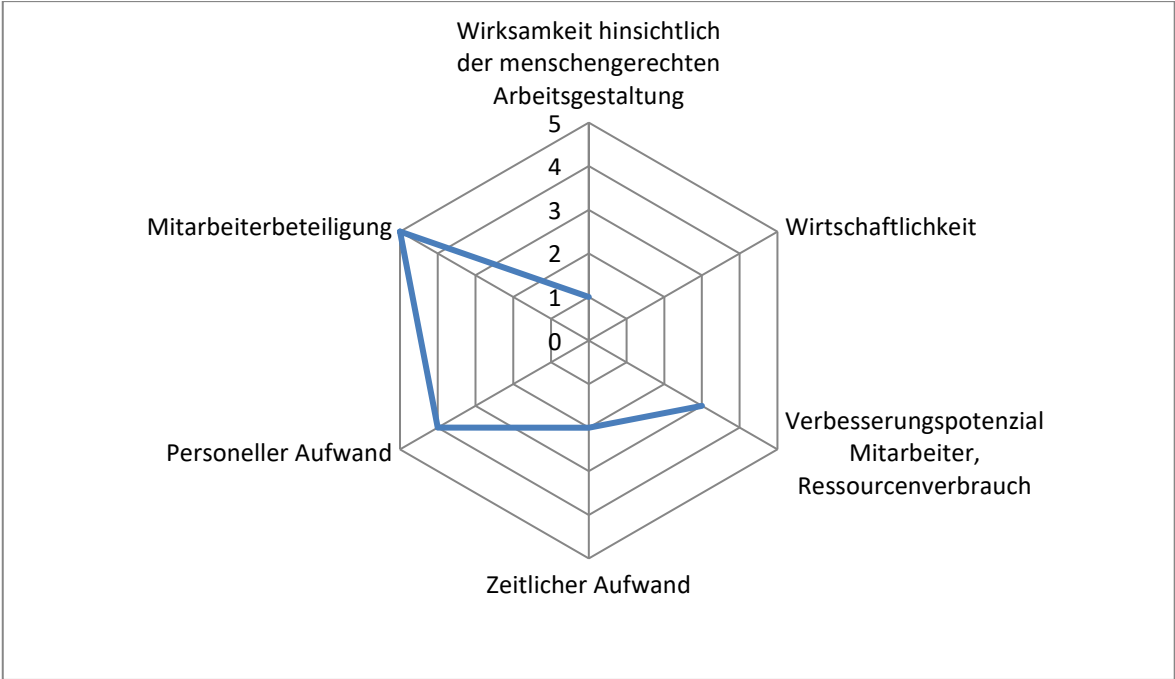 Wirksamkeit hinsichtlich
der menschengerechten
Arbeitsgestaltung
5
4
3
2
1
0
Mitarbeiterbeteiligung
Wirtschaftlichkeit
Verbesserungspotenzial
Mitarbeiter,
Ressourcenverbrauch
Personeller Aufwand
Zeitlicher Aufwand